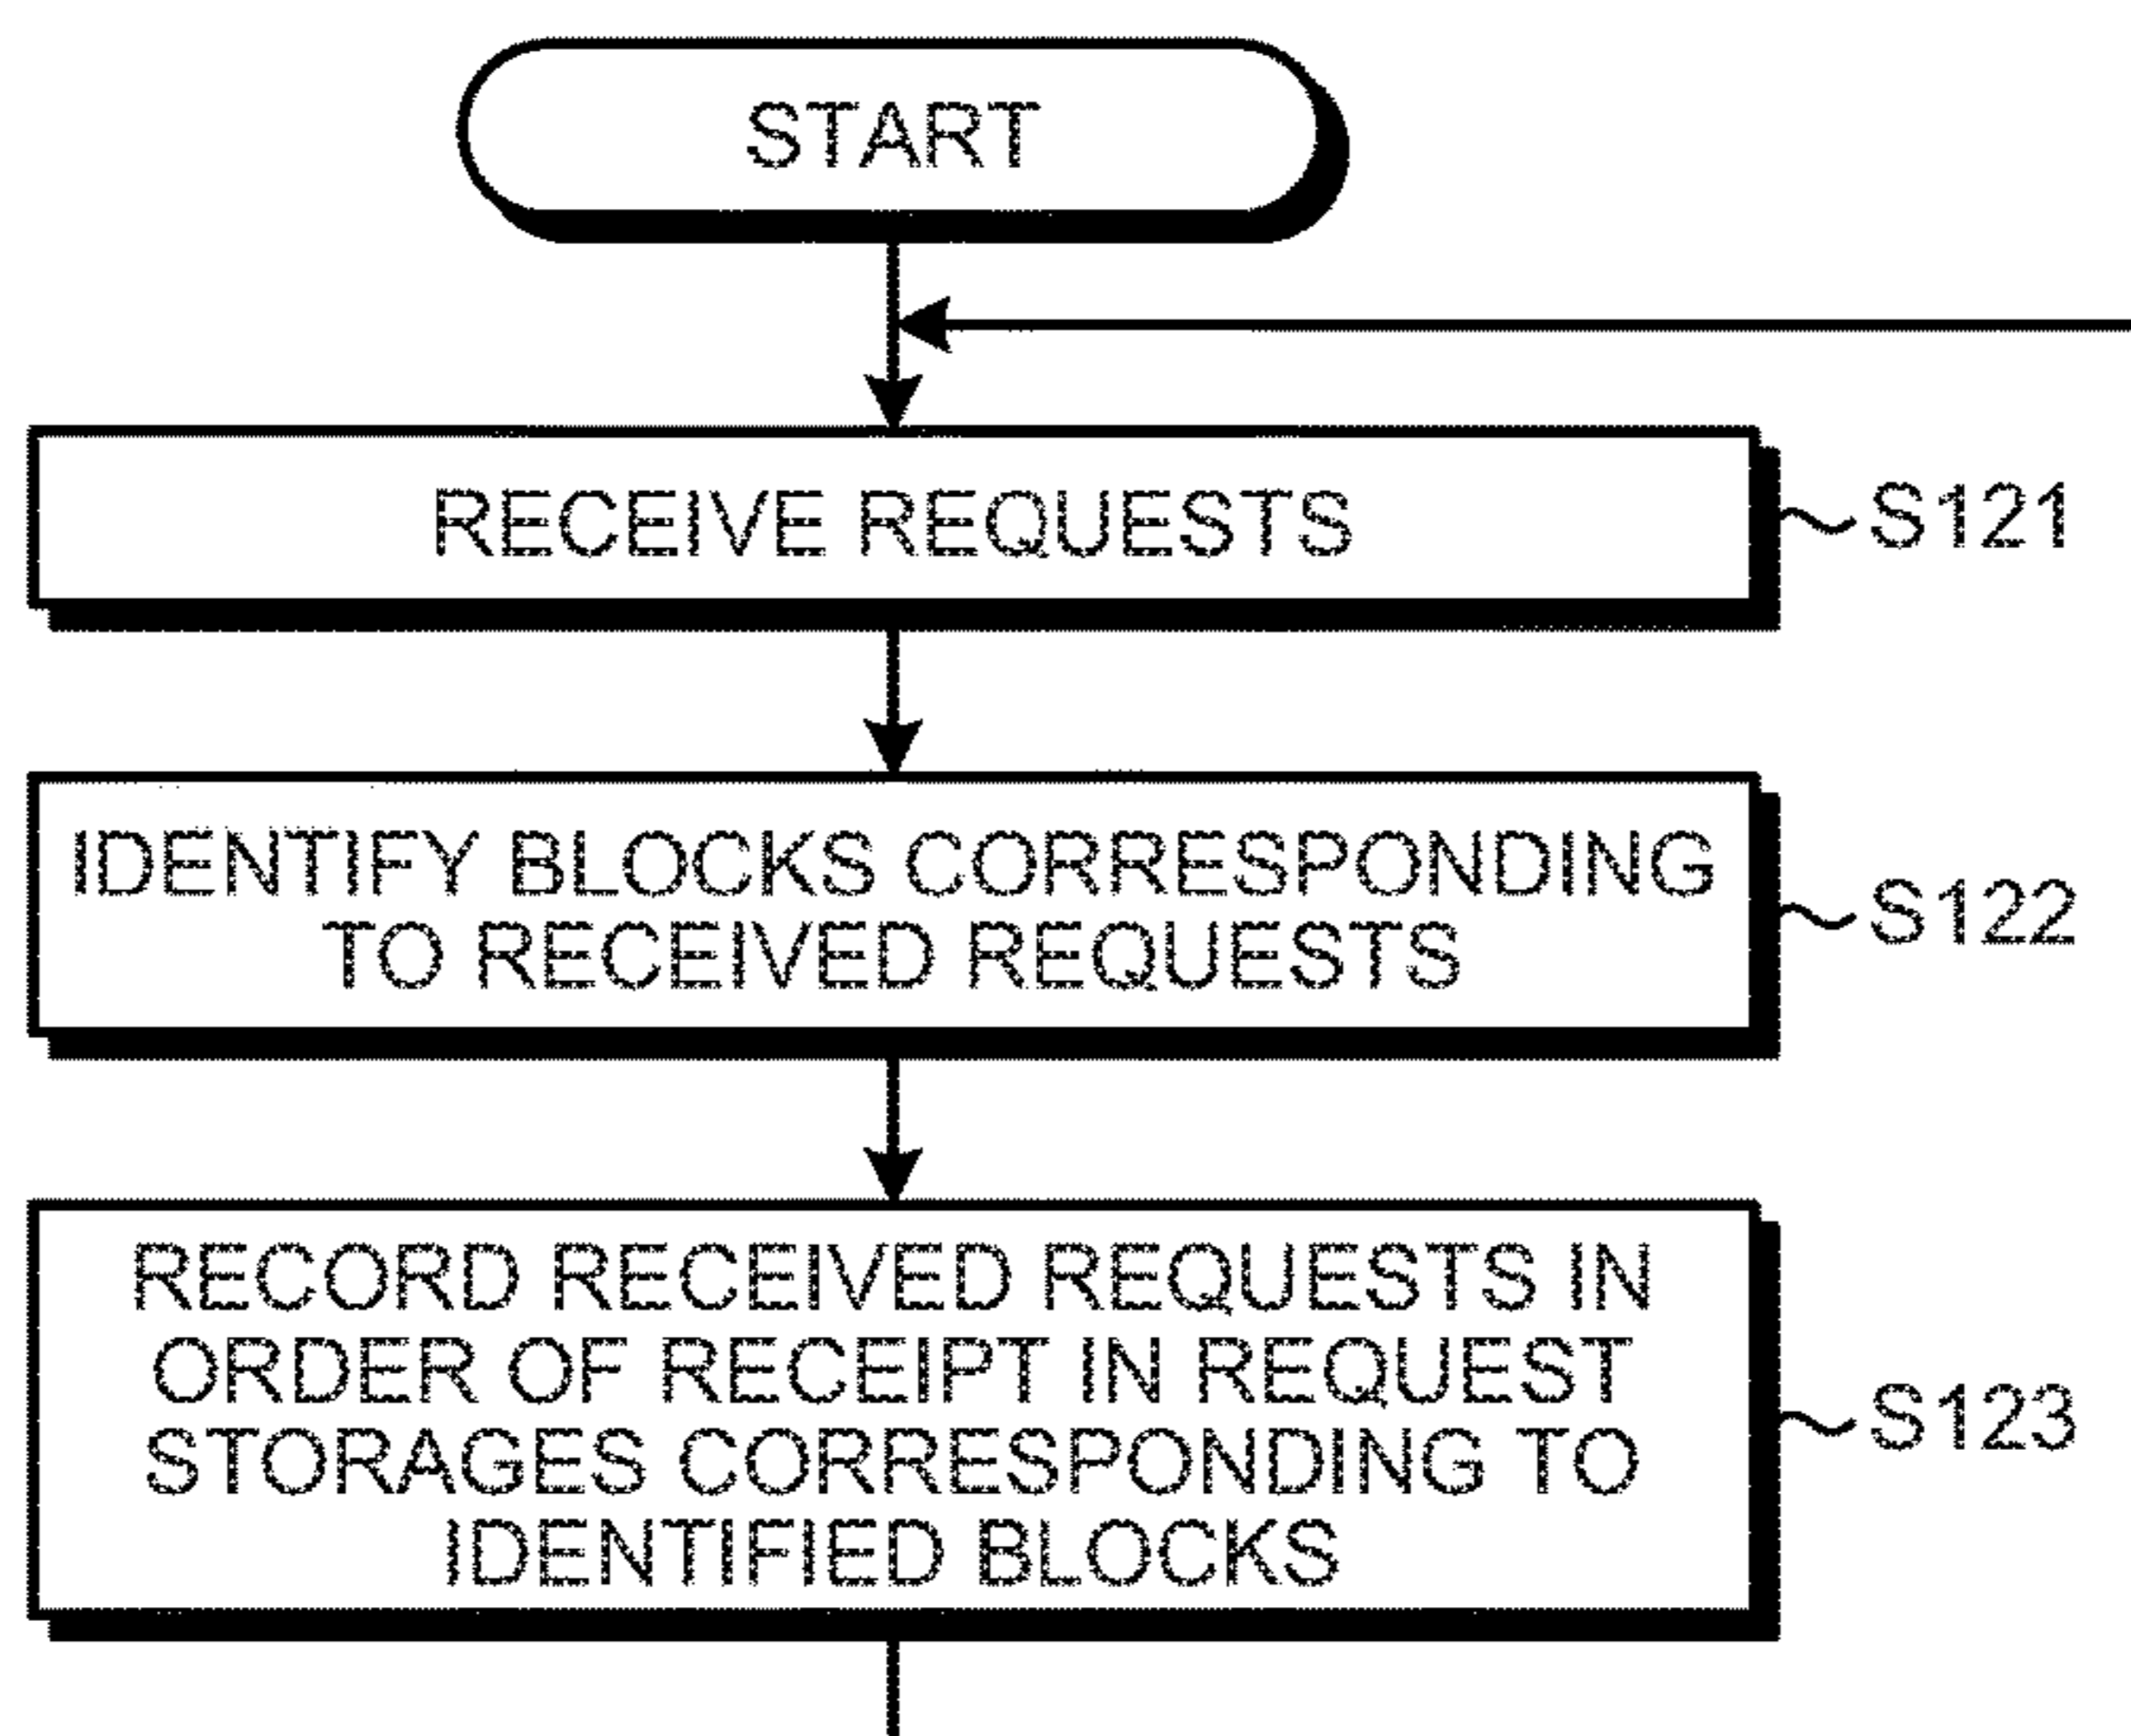 START
RECEIVE REQUESTS
S121
IDENTIFY BLOCKS CORRESPONDING
TO RECEIVED REQUESTS
S122
RECORD RECEIVED REQUESTS IN
ORDER OF RECEIPT IN REQUEST
STORAGES CORRESPONDING TO
IDENTIFIED BLOCKS
S123